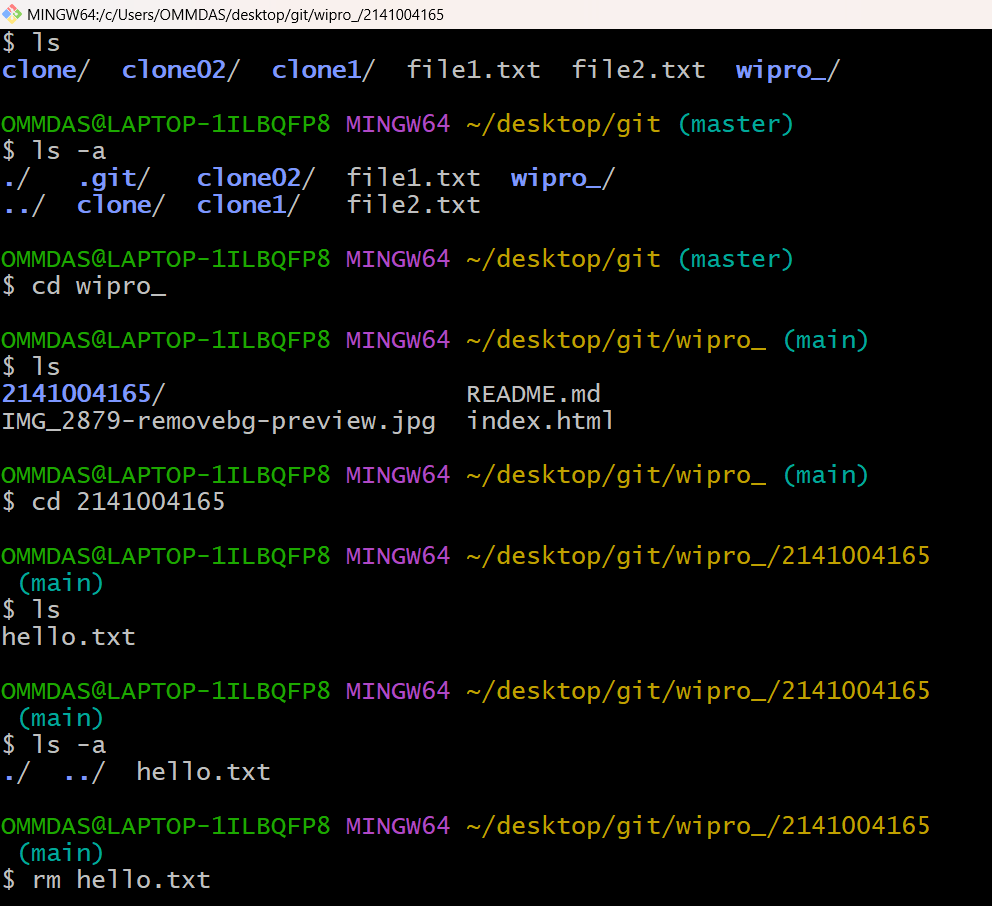 MINGW64:/c/Users/OMMDAS/desktop/git/wipro_/2141004165
$ ls
clone/  clone02/  clone1/  file1.txt  file2.txt  wipro_/
OMMDAS@LAPTOP-1ILBQFP8 MINGW64 ~/desktop/git (master)
$ ls -a
./   .git/   clone02/  file1.txt  wipro_/
../  clone/  clone1/   file2.txt
OMMDAS@LAPTOP-1ILBQFP8 MINGW64 ~/desktop/git (master)
$ cd wipro_
OMMDAS@LAPTOP-1ILBQFP8 MINGW64 ~/desktop/git/wipro_ (main)
$ ls
2141004165/                    README.md
IMG_2879-removebg-preview.jpg  index.html
OMMDAS@LAPTOP-1ILBQFP8 MINGW64 ~/desktop/git/wipro_ (main)
$ cd 2141004165
OMMDAS@LAPTOP-1ILBQFP8 MINGW64 ~/desktop/git/wipro_/2141004165
(main)
$ ls
hello.txt
OMMDAS@LAPTOP-1ILBQFP8 MINGW64 ~/desktop/git/wipro_/2141004165
(main)
$ ls -a
./  ../  hello.txt
OMMDAS@LAPTOP-1ILBQFP8 MINGW64 ~/desktop/git/wipro_/2141004165
(main)
$ rm hello.txt